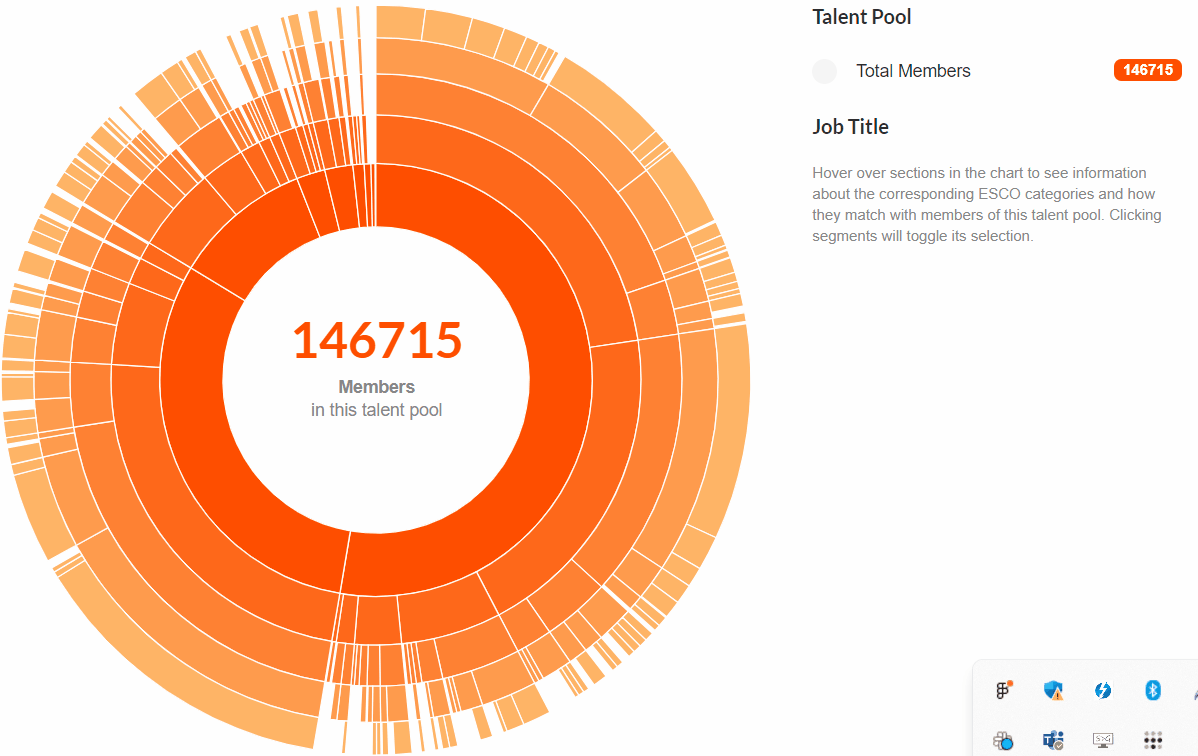 Talent Pool
Total Members 146715
Job Title
Hover over sections in the chart to see information
about the corresponding ESCO categories and how
they match with members of this talent pool. Clicking
segments will toggle its selection.
146715
Members
in this talent pool